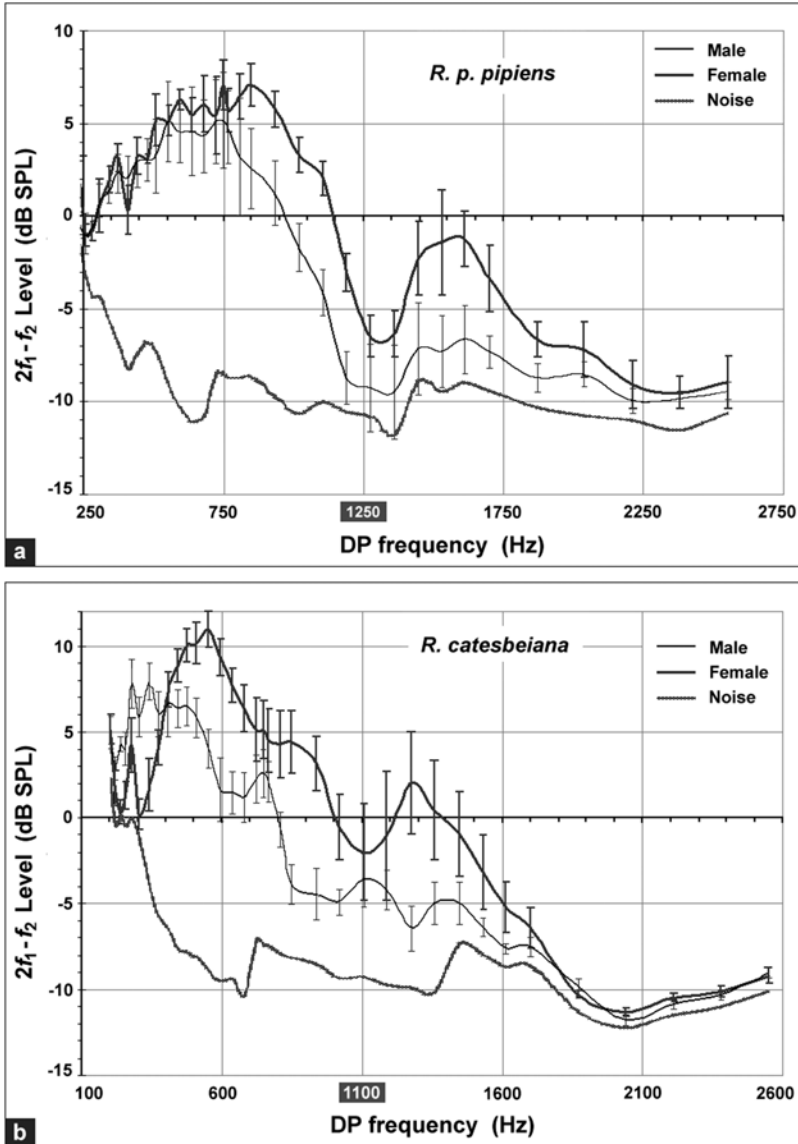 10
5
0
-5
-10
-15
2f1 - f2 Level (dB SPL)
R. p. pipiens
Male
Female
Noise
250
750
1250
1750
2250
2750
DP frequency (Hz)
a
10
5
0
-5
-10
-15
2f1 - f2 Level (dB SPL)
R. catesbeiana
Male
Female
Noise
100
600
1100
1600
2100
2600
DP frequency (Hz)
b